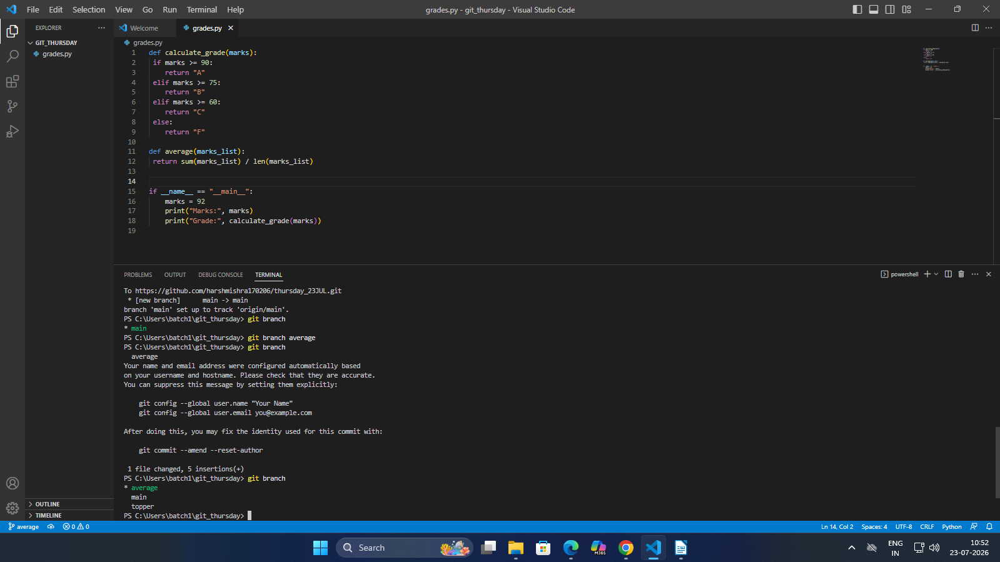 File Edit Selection View Go Run Terminal Help
grades.py - git_thursday - Visual Studio Code
EXPLORER
Welcome
grades.py
GIT_THURSDAY
grades.py
grades.py
1 def calculate_grade(marks):
2 if marks >= 90:
3 return "A"
4 elif marks >= 75:
5 return "B"
6 elif marks >= 60:
7 return "C"
8 else:
9 return "F"
10
11 def average(marks_list):
12 return sum(marks_list) / len(marks_list)
13
14
15 if __name__ == "__main__":
16 marks = 92
17 print("Marks:", marks)
18 print("Grade:", calculate_grade(marks))
19
PROBLEMS OUTPUT DEBUG CONSOLE TERMINAL
powershell
To https://github.com/harshmishra170206/thursday_23JUL.git
* [new branch] main -> main
branch 'main' set up to track 'origin/main'.
PS C:\Users\batch1\git_thursday> git branch
* main
PS C:\Users\batch1\git_thursday> git branch average
PS C:\Users\batch1\git_thursday> git branch
average
Your name and email address were configured automatically based
on your username and hostname. Please check that they are accurate.
You can suppress this message by setting them explicitly:
git config --global user.name "Your Name"
git config --global user.email you@example.com
After doing this, you may fix the identity used for this commit with:
git commit --amend --reset-author
1 file changed, 5 insertions(+)
PS C:\Users\batch1\git_thursday> git branch
* average
main
topper
PS C:\Users\batch1\git_thursday>
OUTLINE
TIMELINE
average 0 0
Ln 14, Col 2 Spaces: 4 UTF-8 CRLF Python
Search
M365
ENG
IN
10:52
23-07-2026